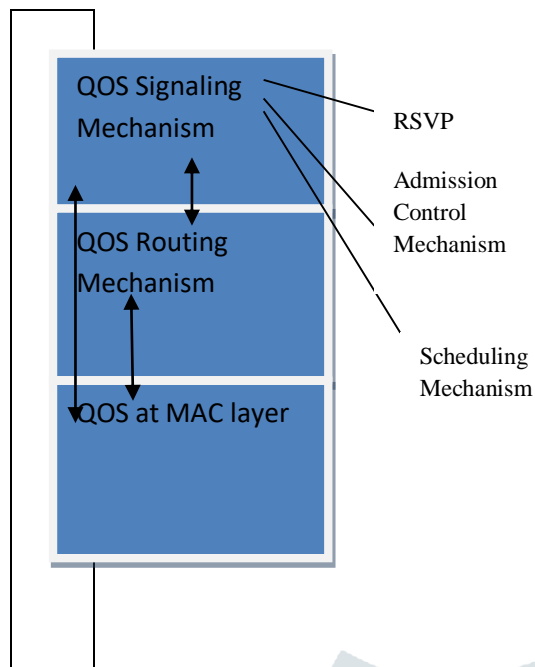 QOS Signaling
Mechanism
RSVP
Admission
Control
Mechanism
QOS Routing
Mechanism
Scheduling
Mechanism
QOS at MAC layer